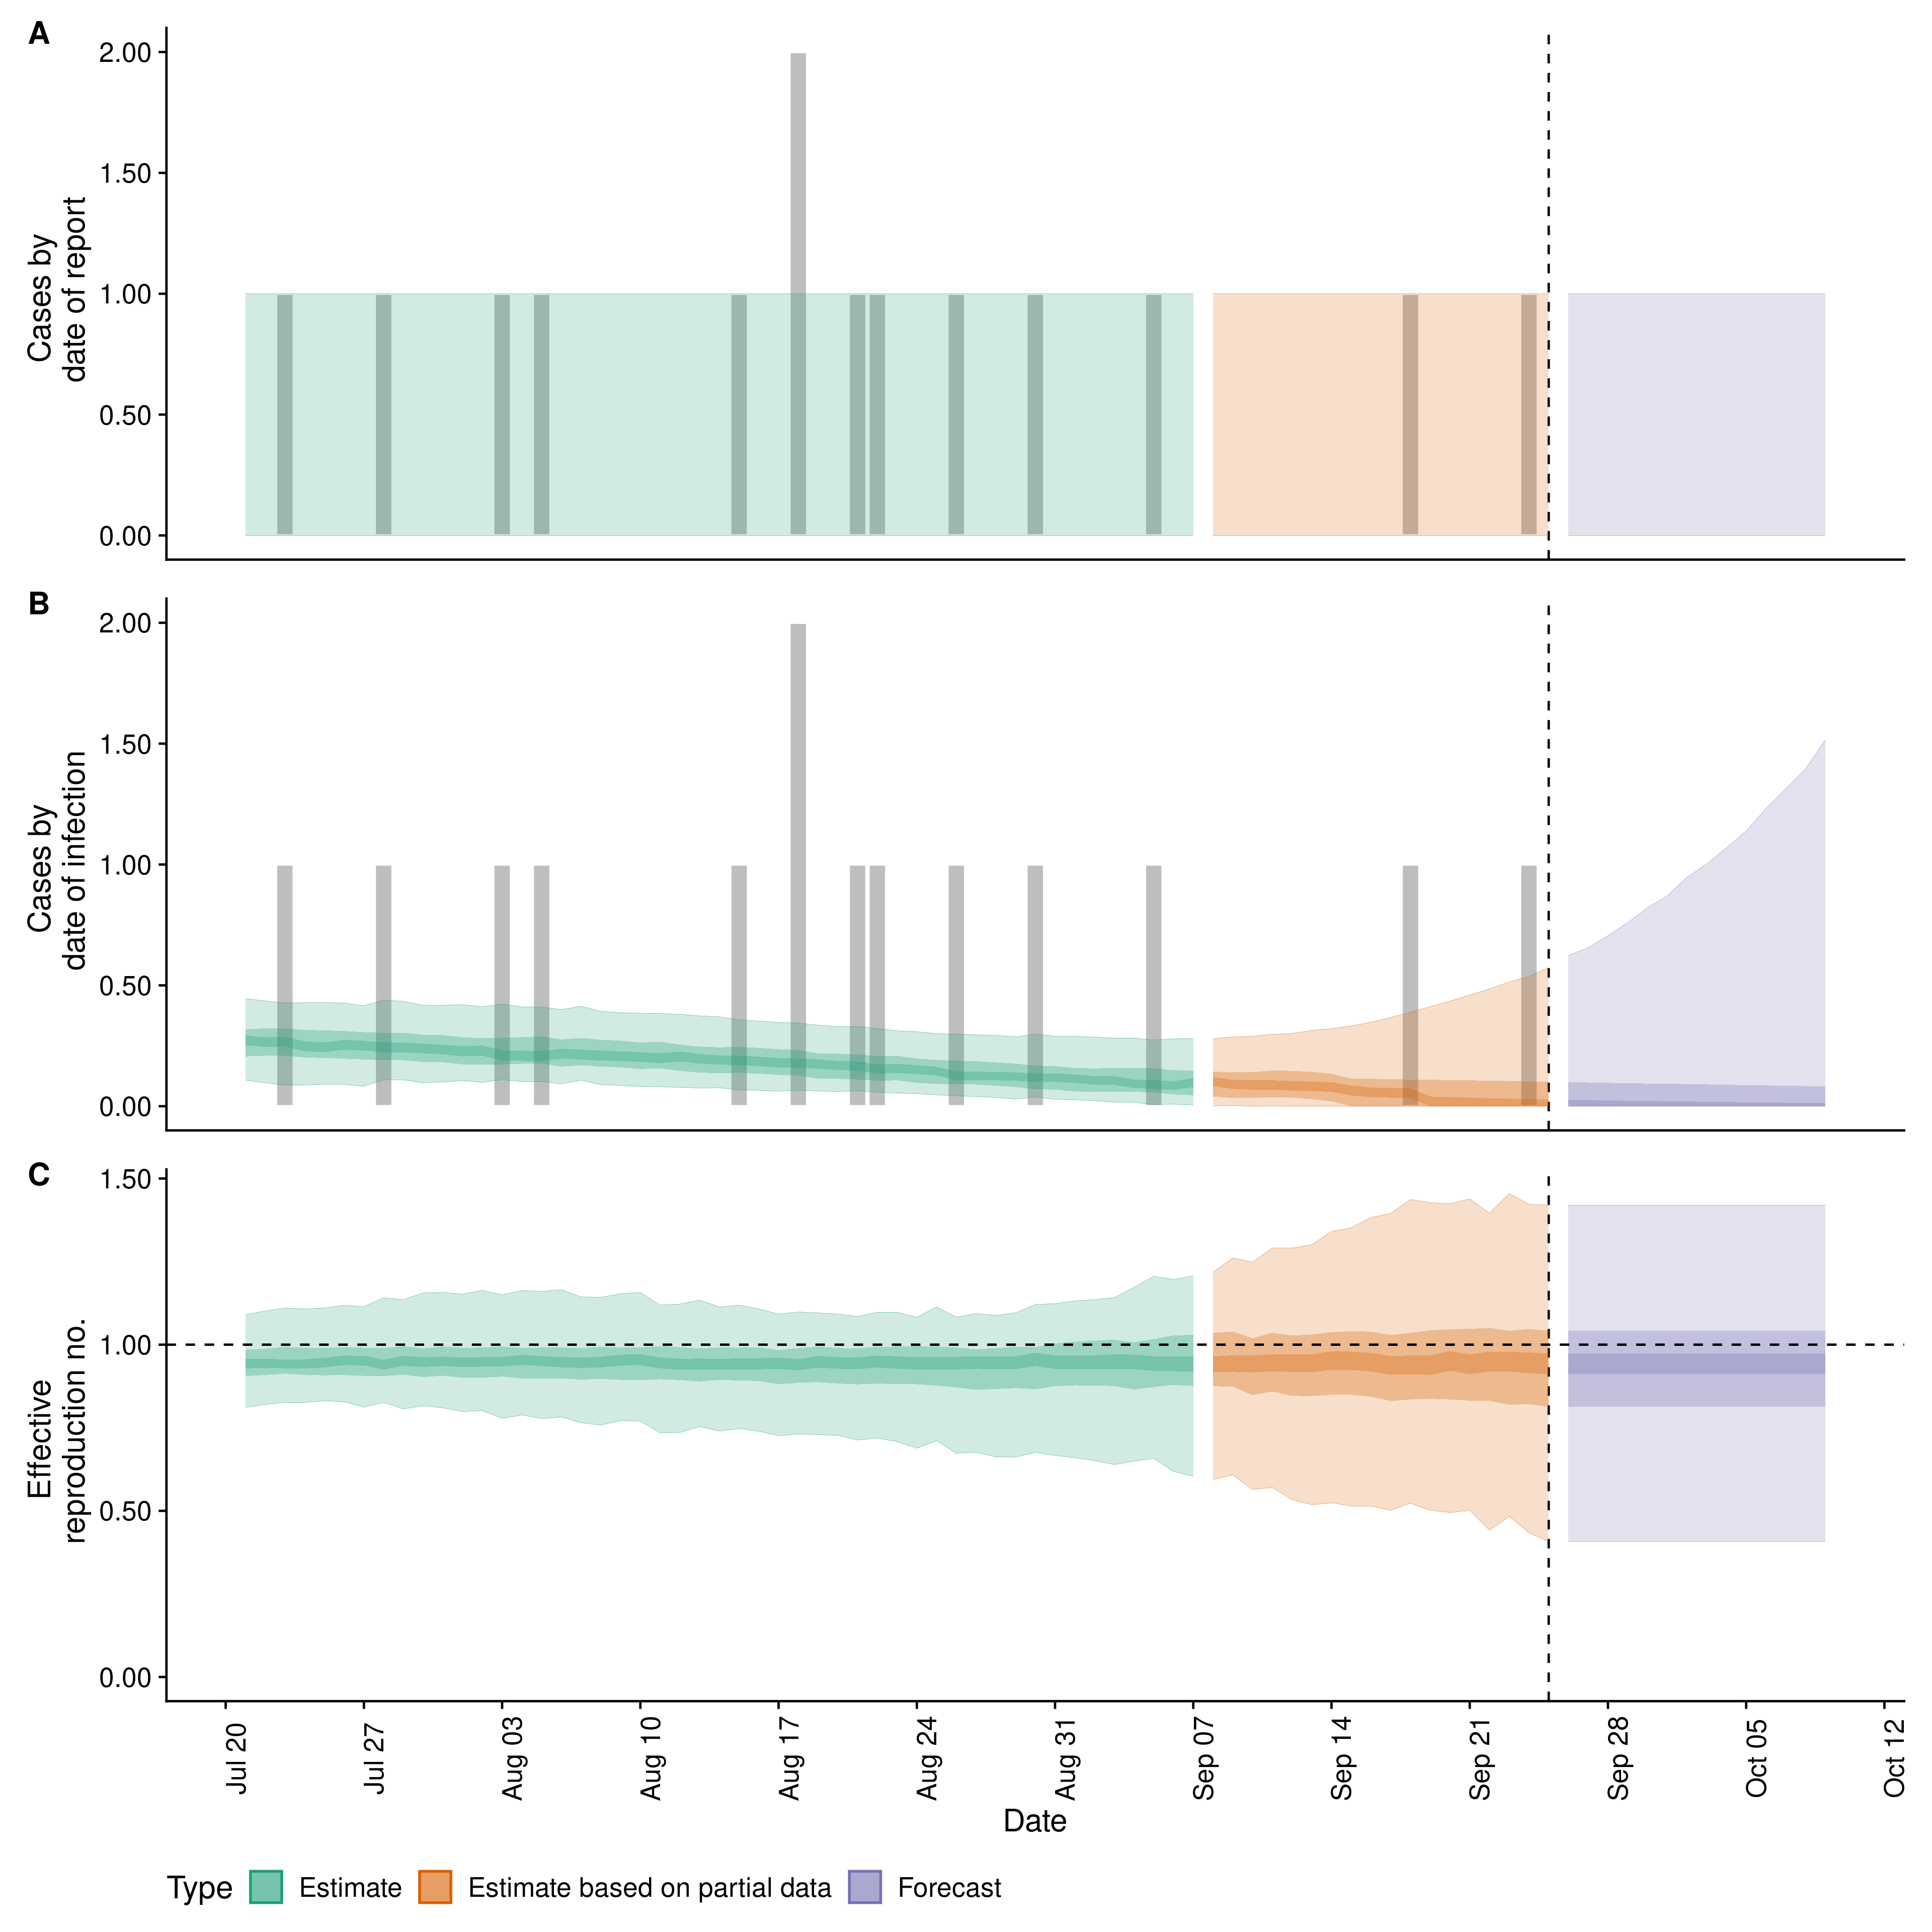 A
2.00
1.50
1.00
0.50
0.00
Cases by
date of report
B
2.00
1.50
1.00
0.50
0.00
Cases by
date of infection
C
1.50
1.00
0.50
0.00
Effective
reproduction no.
Jul 20
Jul 27
Aug 03
Aug 10
Aug 17
Aug 24
Aug 31
Sep 07
Sep 14
Sep 21
Sep 28
Oct 05
Oct 12
Date
Type Estimate Estimate based on partial data Forecast